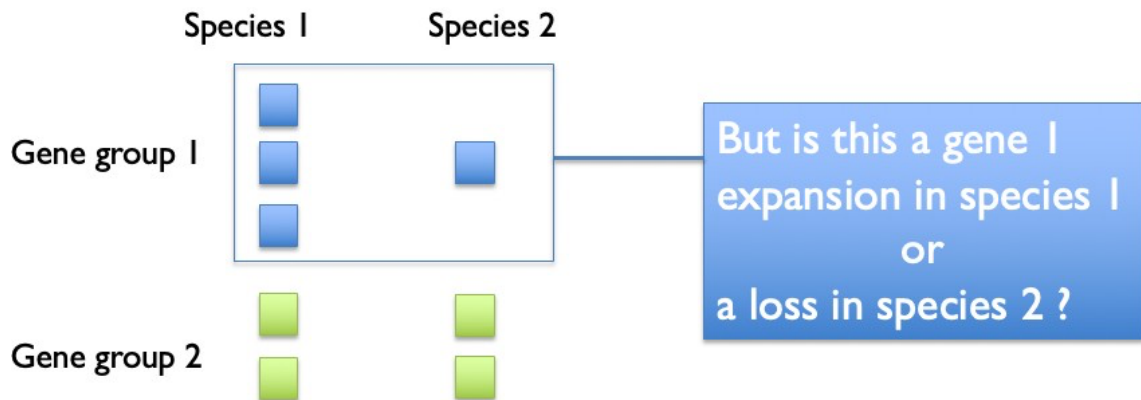 Species 1 Species 2
Gene group 1
But is this a gene 1
expansion in species 1
or
a loss in species 2 ?
Gene group 2